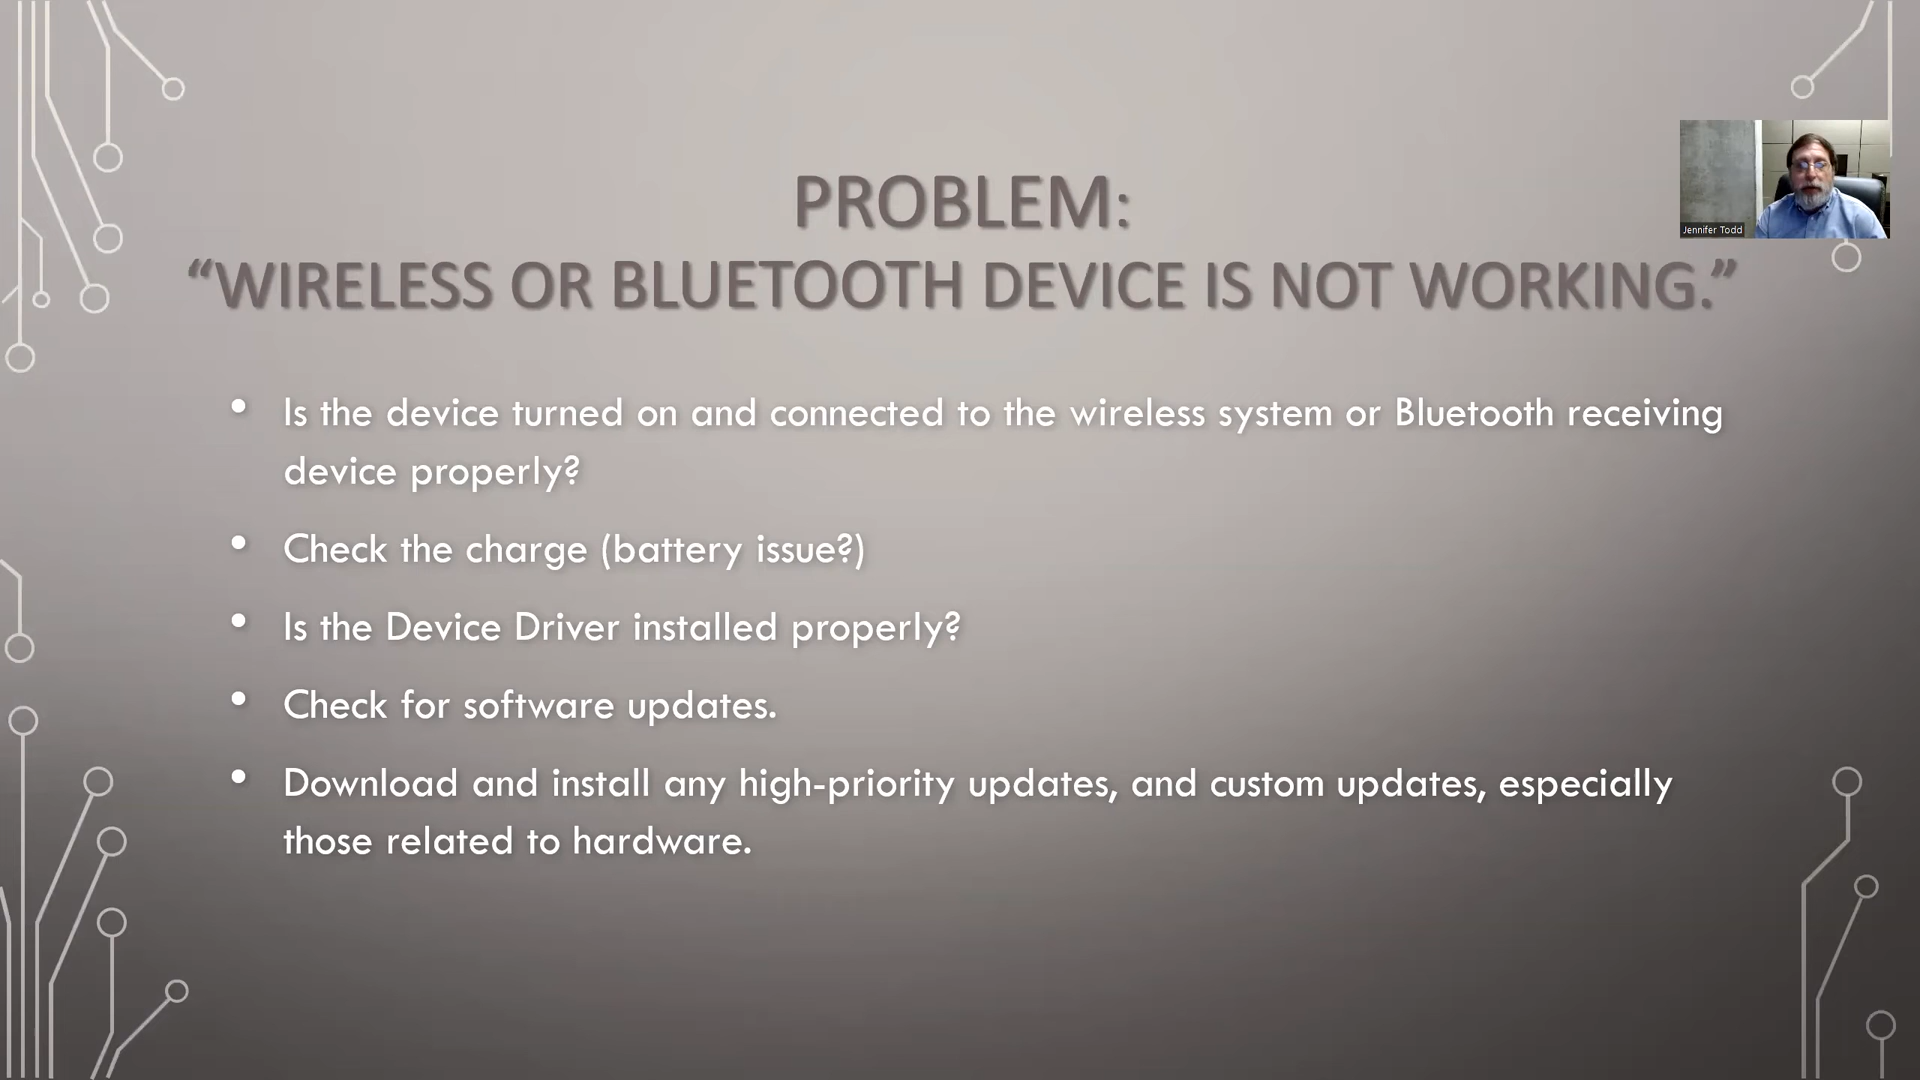 PROBLEM:
“WIRELESS OR BLUETOOTH DEVICE IS NOT WORKING.”
Jennifer Todd
• Is the device turned on and connected to the wireless system or Bluetooth receiving
device properly?
• Check the charge (battery issue?)
• Is the Device Driver installed properly?
• Check for software updates.
• Download and install any high-priority updates, and custom updates, especially
those related to hardware.